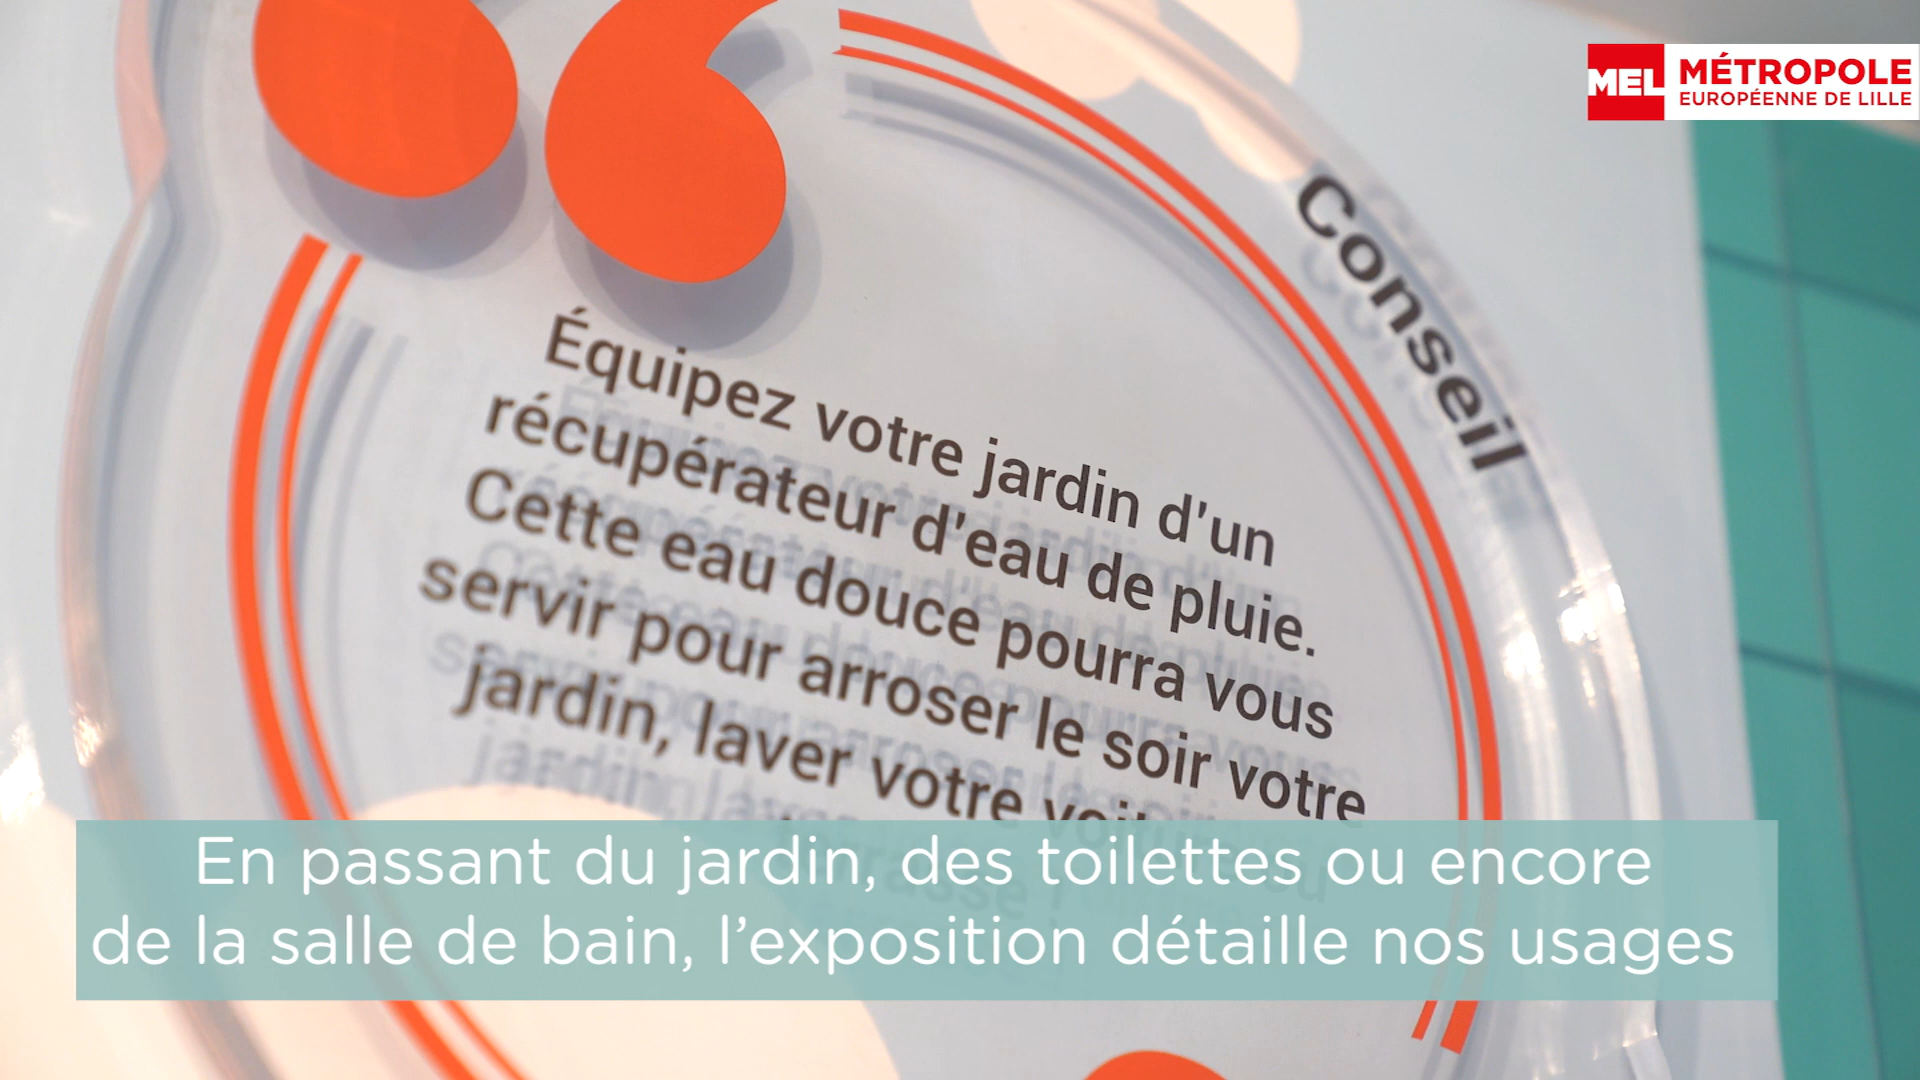 MEL
MÉTROPOLE
EUROPÉENNE DE LILLE
Conseil
Équipez votre jardin d'un
récupérateur d'eau de pluie.
Cette eau douce pourra vous
servir pour arroser le soir votre
jardin, laver votre
En passant du jardin, des toilettes ou encore
de la salle de bain, l’exposition détaille nos usages